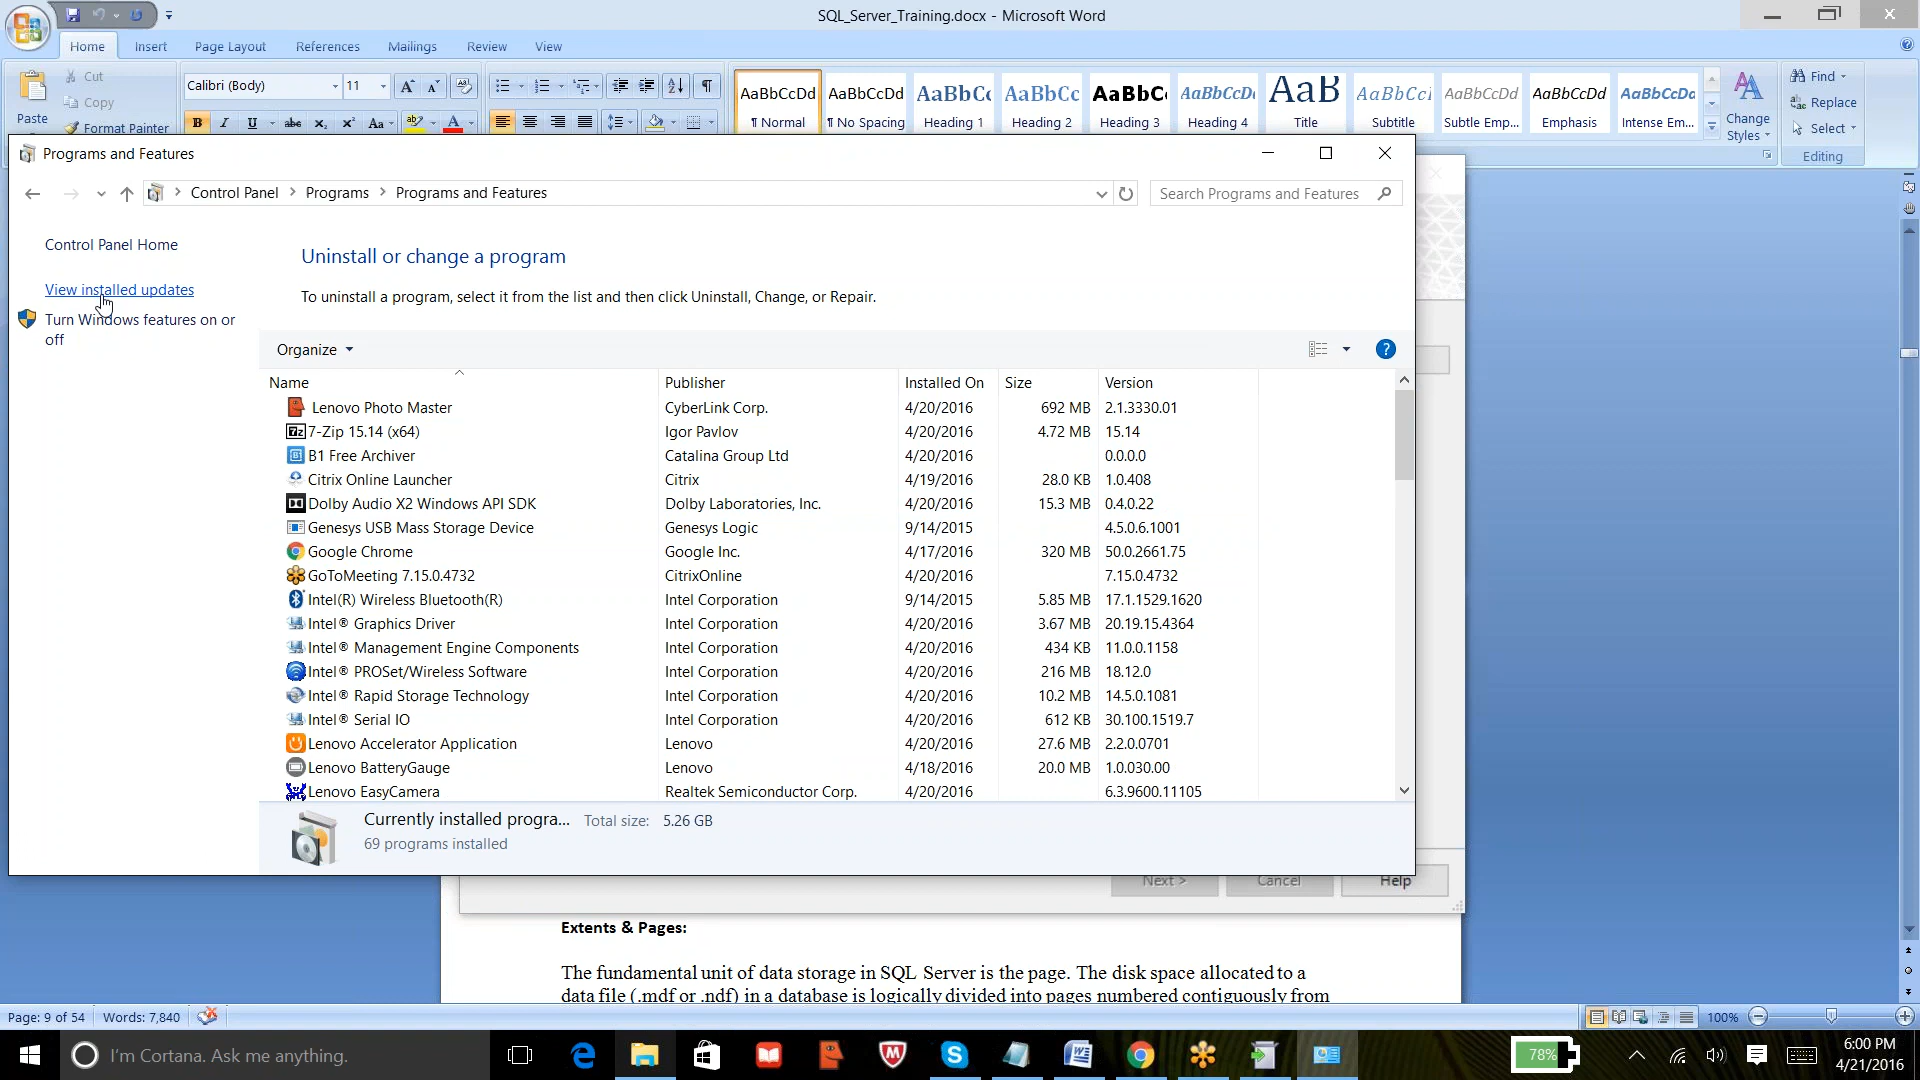 SQL_Server_Training.docx - Microsoft Word
Home Insert Page Layout References Mailings Review View
Paste
Cut
Copy
Format Painter
Calibri (Body) 11
AaBbCcDd AaBbCcDd AaBbCc AaBbCc AaBbCc AaBbCcDc AaB AaBbCcl AaBbCcDd AaBbCcDd AaBbCcDc
¶ Normal ¶ No Spacing Heading 1 Heading 2 Heading 3 Heading 4 Title Subtitle Subtle Emp... Emphasis Intense Em...
Change
Styles
Find
Replace
Select
Editing
Programs and Features
Control Panel > Programs > Programs and Features
Search Programs and Features
Control Panel Home
View installed updates
Turn Windows features on or
off
Uninstall or change a program
To uninstall a program, select it from the list and then click Uninstall, Change, or Repair.
Organize
Name Publisher Installed On Size Version
Lenovo Photo Master CyberLink Corp. 4/20/2016 692 MB 2.1.3330.01
7-Zip 15.14 (x64) Igor Pavlov 4/20/2016 4.72 MB 15.14
B1 Free Archiver Catalina Group Ltd 4/20/2016 0.0.0.0
Citrix Online Launcher Citrix 4/19/2016 28.0 KB 1.0.408
Dolby Audio X2 Windows API SDK Dolby Laboratories, Inc. 4/20/2016 15.3 MB 0.4.0.22
Genesys USB Mass Storage Device Genesys Logic 9/14/2015 4.5.0.6.1001
Google Chrome Google Inc. 4/17/2016 320 MB 50.0.2661.75
GoToMeeting 7.15.0.4732 CitrixOnline 4/20/2016 7.15.0.4732
Intel(R) Wireless Bluetooth(R) Intel Corporation 9/14/2015 5.85 MB 17.1.1529.1620
Intel® Graphics Driver Intel Corporation 4/20/2016 3.67 MB 20.19.15.4364
Intel® Management Engine Components Intel Corporation 4/20/2016 434 KB 11.0.0.1158
Intel® PROSet/Wireless Software Intel Corporation 4/20/2016 216 MB 18.12.0
Intel® Rapid Storage Technology Intel Corporation 4/20/2016 10.2 MB 14.5.0.1081
Intel® Serial IO Intel Corporation 4/20/2016 612 KB 30.100.1519.7
Lenovo Accelerator Application Lenovo 4/20/2016 27.6 MB 2.2.0.0701
Lenovo BatteryGauge Lenovo 4/18/2016 20.0 MB 1.0.030.00
Lenovo EasyCamera Realtek Semiconductor Corp. 4/20/2016 6.3.9600.11105
Currently installed progra... Total size: 5.26 GB
69 programs installed
Next > Cancel Help
Extents & Pages:
The fundamental unit of data storage in SQL Server is the page. The disk space allocated to a
data file (.mdf or .ndf) in a database is logically divided into pages numbered contiguously from
Page: 9 of 54 Words: 7,840 100%
I'm Cortana. Ask me anything.
78%
6:00 PM
4/21/2016